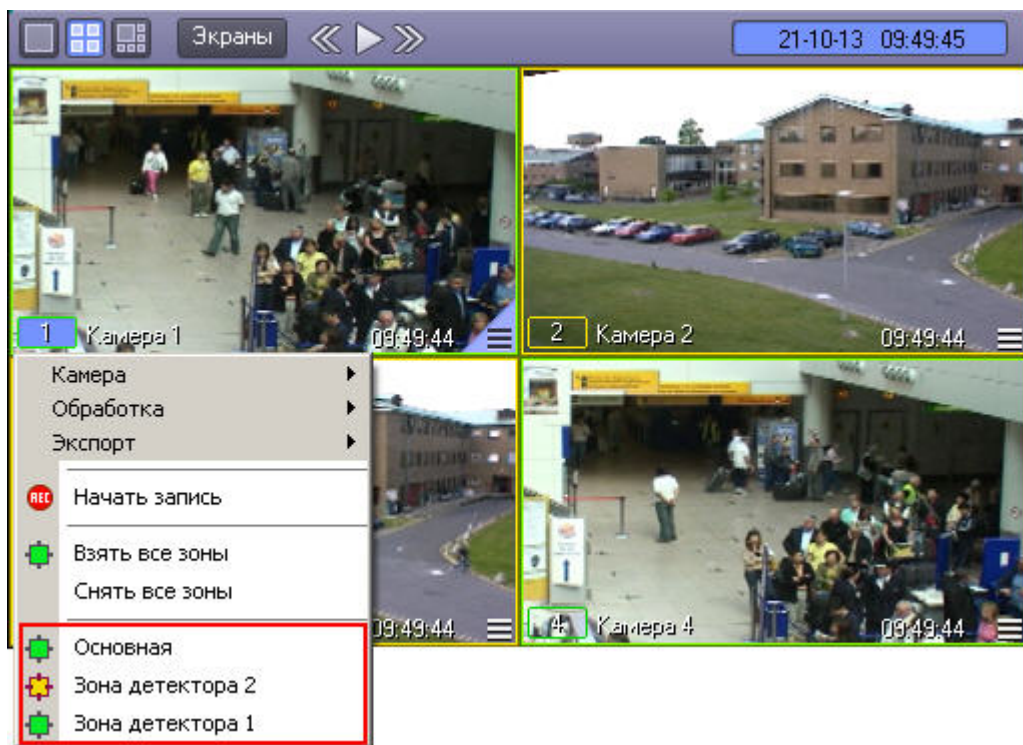 Экраны
21-10-13 09:49:45
1 Камера 1 09:49:44
2 Камера 2 09:49:44
Камера
Обработка
Экспорт
REC Начать запись
Взять все зоны
Снять все зоны
09:49:44
4 Камера 4 09:49:44
Основная
Зона детектора 2
Зона детектора 1